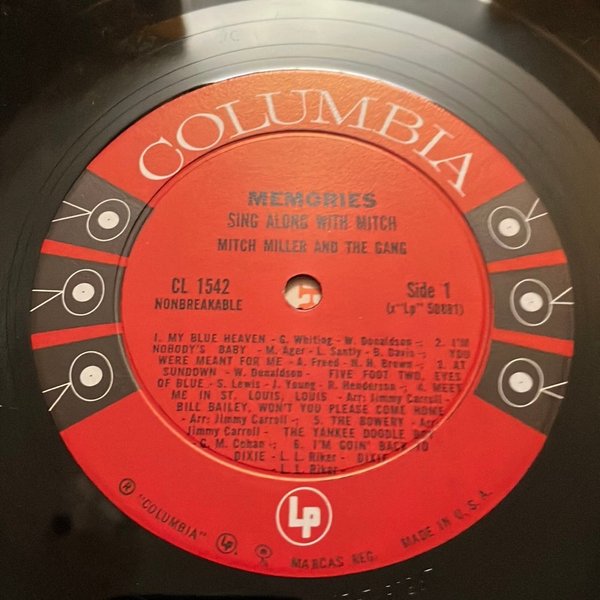 COLUMBIA
MEMORIES
SING ALONG WITH MITCH
MITCH MILLER AND THE GANG
CL 1542
NONBREAKABLE
Side 1
(x"Lp" 50881)
1. MY BLUE HEAVEN - G. Whiting - W. Donaldson -: 2. I'M
NOBODY'S BABY - M. Ager - L. Santly - B. Davis -: YOU
WERE MEANT FOR ME - A. Freed - N. H. Brown -: 3. AT
SUNDOWN - W. Donaldson - FIVE FOOT TWO, EYES
OF BLUE - S. Lewis - J. Young - R. Henderson -: 4. MEET
ME IN ST. LOUIS, LOUIS - Arr: Jimmy Carroll -
BILL BAILEY, WON'T YOU PLEASE COME HOME
- Arr: Jimmy Carroll -: 5. THE BOWERY - Arr:
Jimmy Carroll - THE YANKEE DOODLE
G. M. Cohan -: 6. I'M GOIN' BACK TO
DIXIE - L. L. Riker - DIXIE
L. L. Riker
Lp
® "COLUMBIA" Lp MARCAS REG. MADE IN U.S.A.